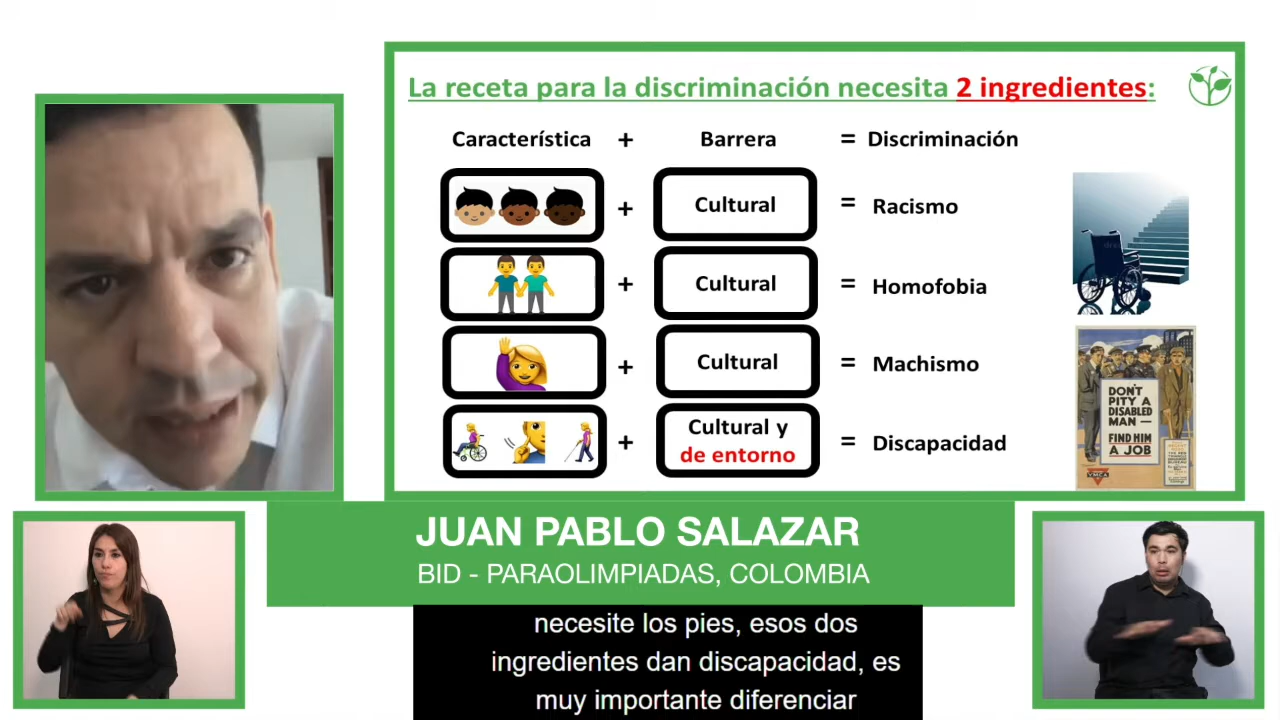 La receta para la discriminación necesita 2 ingredientes:
Característica + Barrera = Discriminación
+ Cultural = Racismo
+ Cultural = Homofobia
+ Cultural = Machismo
+ Cultural y de entorno = Discapacidad
DON'T
PITY A
DISABLED
MAN —
FIND HIM
A JOB
YMCA
JUAN PABLO SALAZAR
BID - PARAOLIMPIADAS, COLOMBIA
necesite los pies, esos dos
ingredientes dan discapacidad, es
muy importante diferenciar